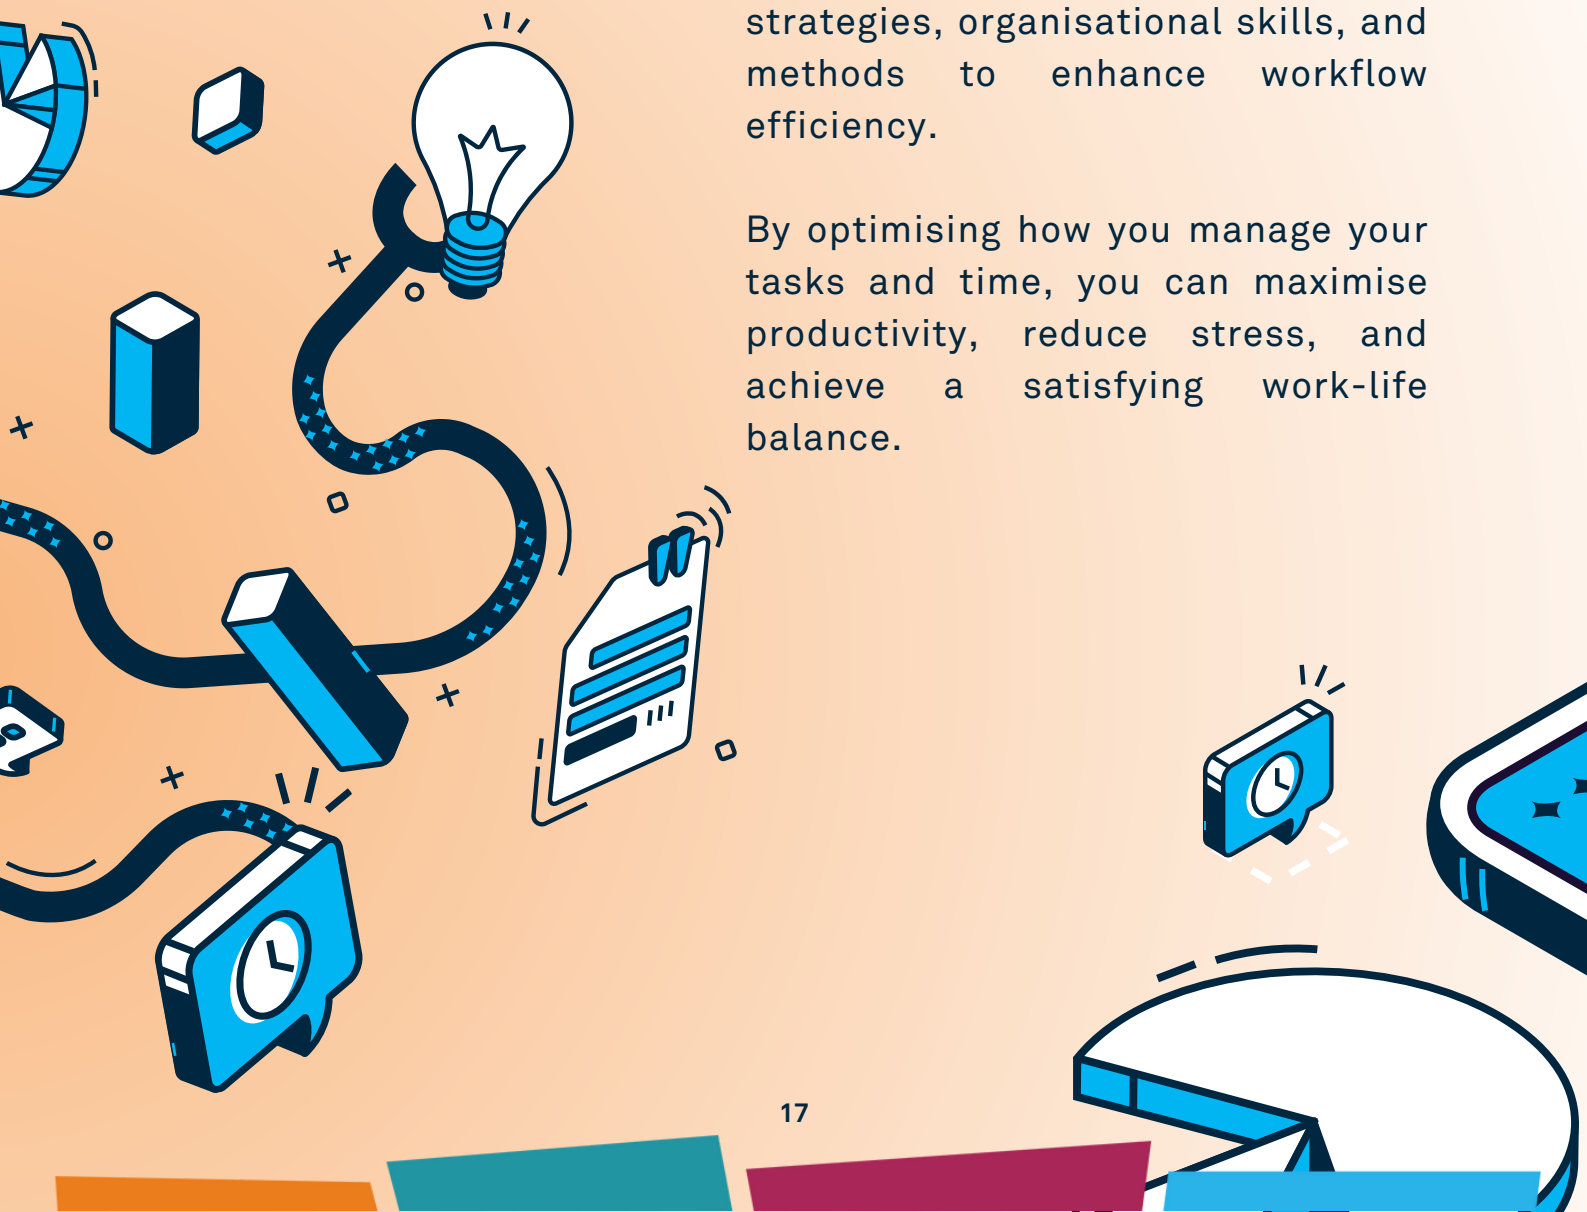 strategies, organisational skills, and
methods to enhance workflow
efficiency.
By optimising how you manage your
tasks and time, you can maximise
productivity, reduce stress, and
achieve a satisfying work-life
balance.
17